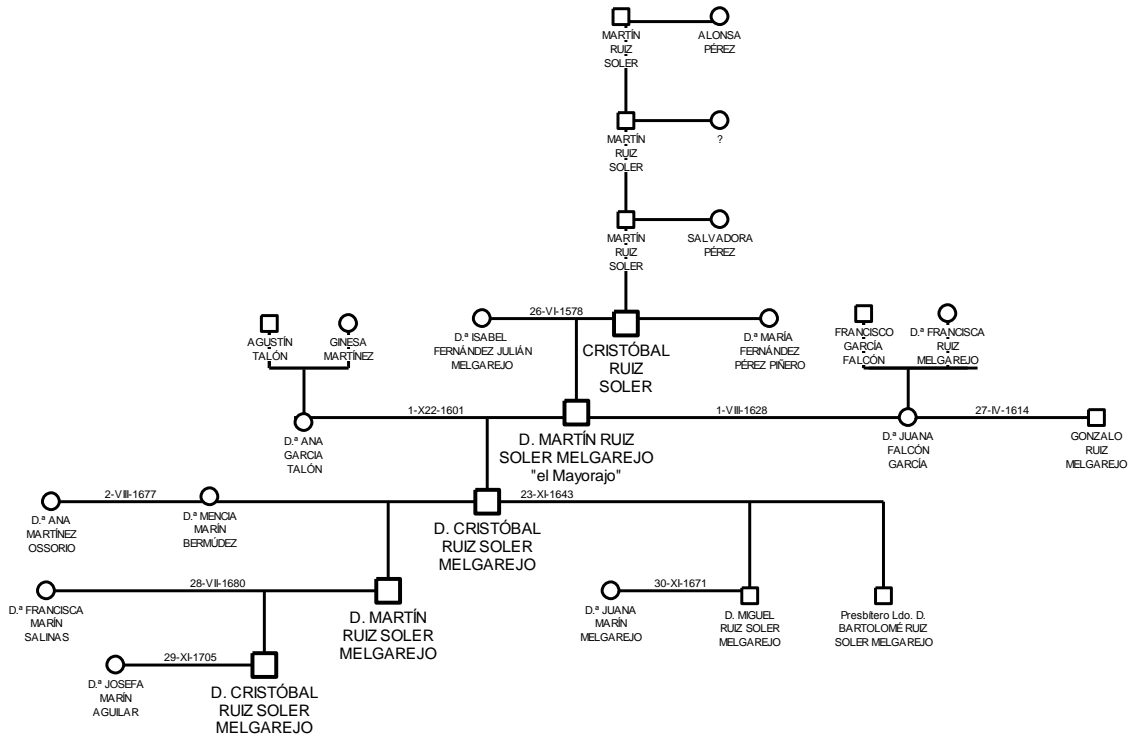 MARTÍN
RUIZ
SOLER
ALONSA
PÉREZ
MARTÍN
RUIZ
SOLER
?
MARTÍN
RUIZ
SOLER
SALVADORA
PÉREZ
AGUSTÍN
TALÓN
GINESA
MARTÍNEZ
26-VI-1578
D.ª ISABEL
FERNÁNDEZ JULIÁN
MELGAREJO
CRISTÓBAL
RUIZ
SOLER
D.ª MARÍA
FERNÁNDEZ
PÉREZ PIÑERO
FRANCISCO
GARCÍA
FALCÓN
D.ª FRANCISCA
RUIZ
MELGAREJO
1-X22-1601
1-VIII-1628
27-IV-1614
D.ª ANA
GARCIA
TALÓN
D. MARTÍN RUIZ
SOLER MELGAREJO
"el Mayorajo"
D.ª JUANA
FALCÓN
GARCÍA
GONZALO
RUIZ
MELGAREJO
2-VIII-1677
23-XI-1643
D.ª ANA
MARTÍNEZ
OSSORIO
D.ª MENCIA
MARÍN
BERMÚDEZ
D. CRISTÓBAL
RUIZ SOLER
MELGAREJO
28-VII-1680
30-XI-1671
D.ª FRANCISCA
MARÍN
SALINAS
D. MARTÍN
RUIZ SOLER
MELGAREJO
D.ª JUANA
MARÍN
MELGAREJO
D. MIGUEL
RUIZ SOLER
MELGAREJO
Presbítero Ldo. D.
BARTOLOMÉ RUIZ
SOLER MELGAREJO
29-XI-1705
D.ª JOSEFA
MARÍN
AGUILAR
D. CRISTÓBAL
RUIZ SOLER
MELGAREJO